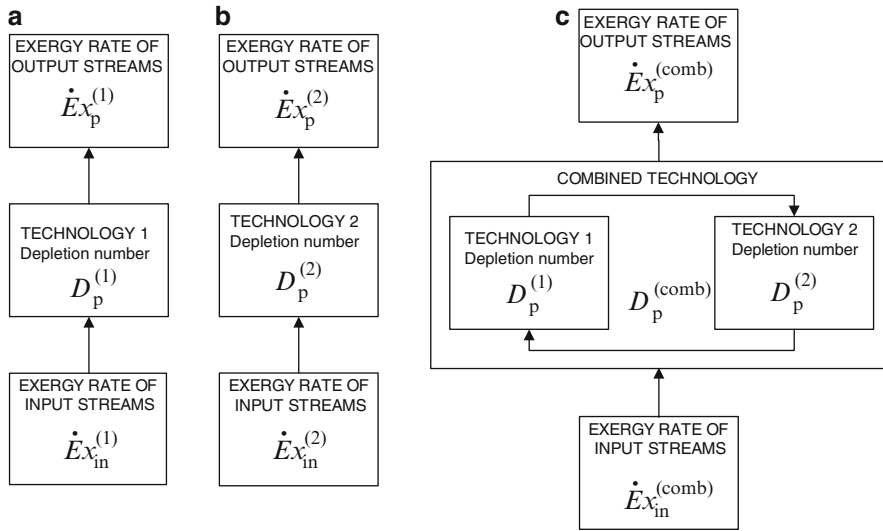 a
EXERGY RATE OF
OUTPUT STREAMS
Ėx_p^(1)
TECHNOLOGY 1
Depletion number
D_p^(1)
EXERGY RATE OF
INPUT STREAMS
Ėx_in^(1)
b
EXERGY RATE OF
OUTPUT STREAMS
Ėx_p^(2)
TECHNOLOGY 2
Depletion number
D_p^(2)
EXERGY RATE OF
INPUT STREAMS
Ėx_in^(2)
c
EXERGY RATE OF
OUTPUT STREAMS
Ėx_p^(comb)
COMBINED TECHNOLOGY
TECHNOLOGY 1
Depletion number
D_p^(1)
D_p^(comb)
TECHNOLOGY 2
Depletion number
D_p^(2)
EXERGY RATE OF
INPUT STREAMS
Ėx_in^(comb)